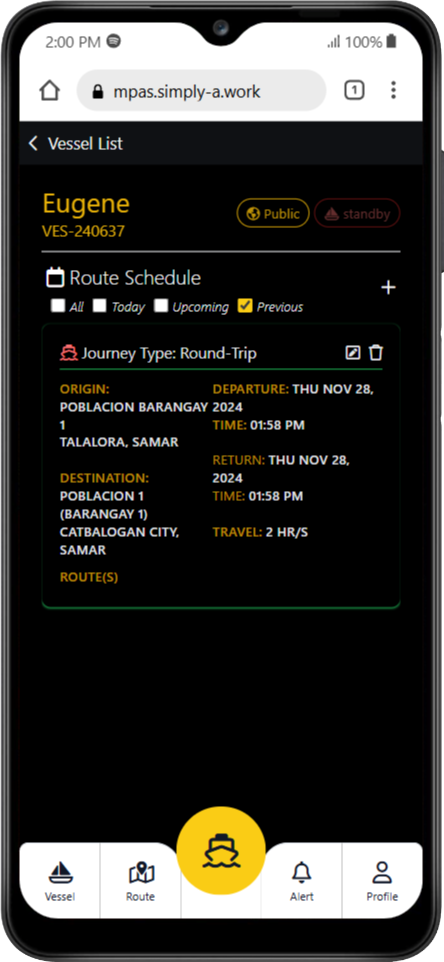 2:00 PM
100%
mpas.simply-a.work
1
Vessel List
Eugene
VES-240637
Public
standby
Route Schedule
All Today Upcoming Previous
Journey Type: Round-Trip
ORIGIN:
POBLACION BARANGAY
1
TALALORA, SAMAR
DESTINATION:
POBLACION 1
(BARANGAY 1)
CATBALOGAN CITY,
SAMAR
ROUTE(S)
DEPARTURE: THU NOV 28,
2024
TIME: 01:58 PM
RETURN: THU NOV 28,
2024
TIME: 01:58 PM
TRAVEL: 2 HR/S
Vessel
Route
Alert
Profile